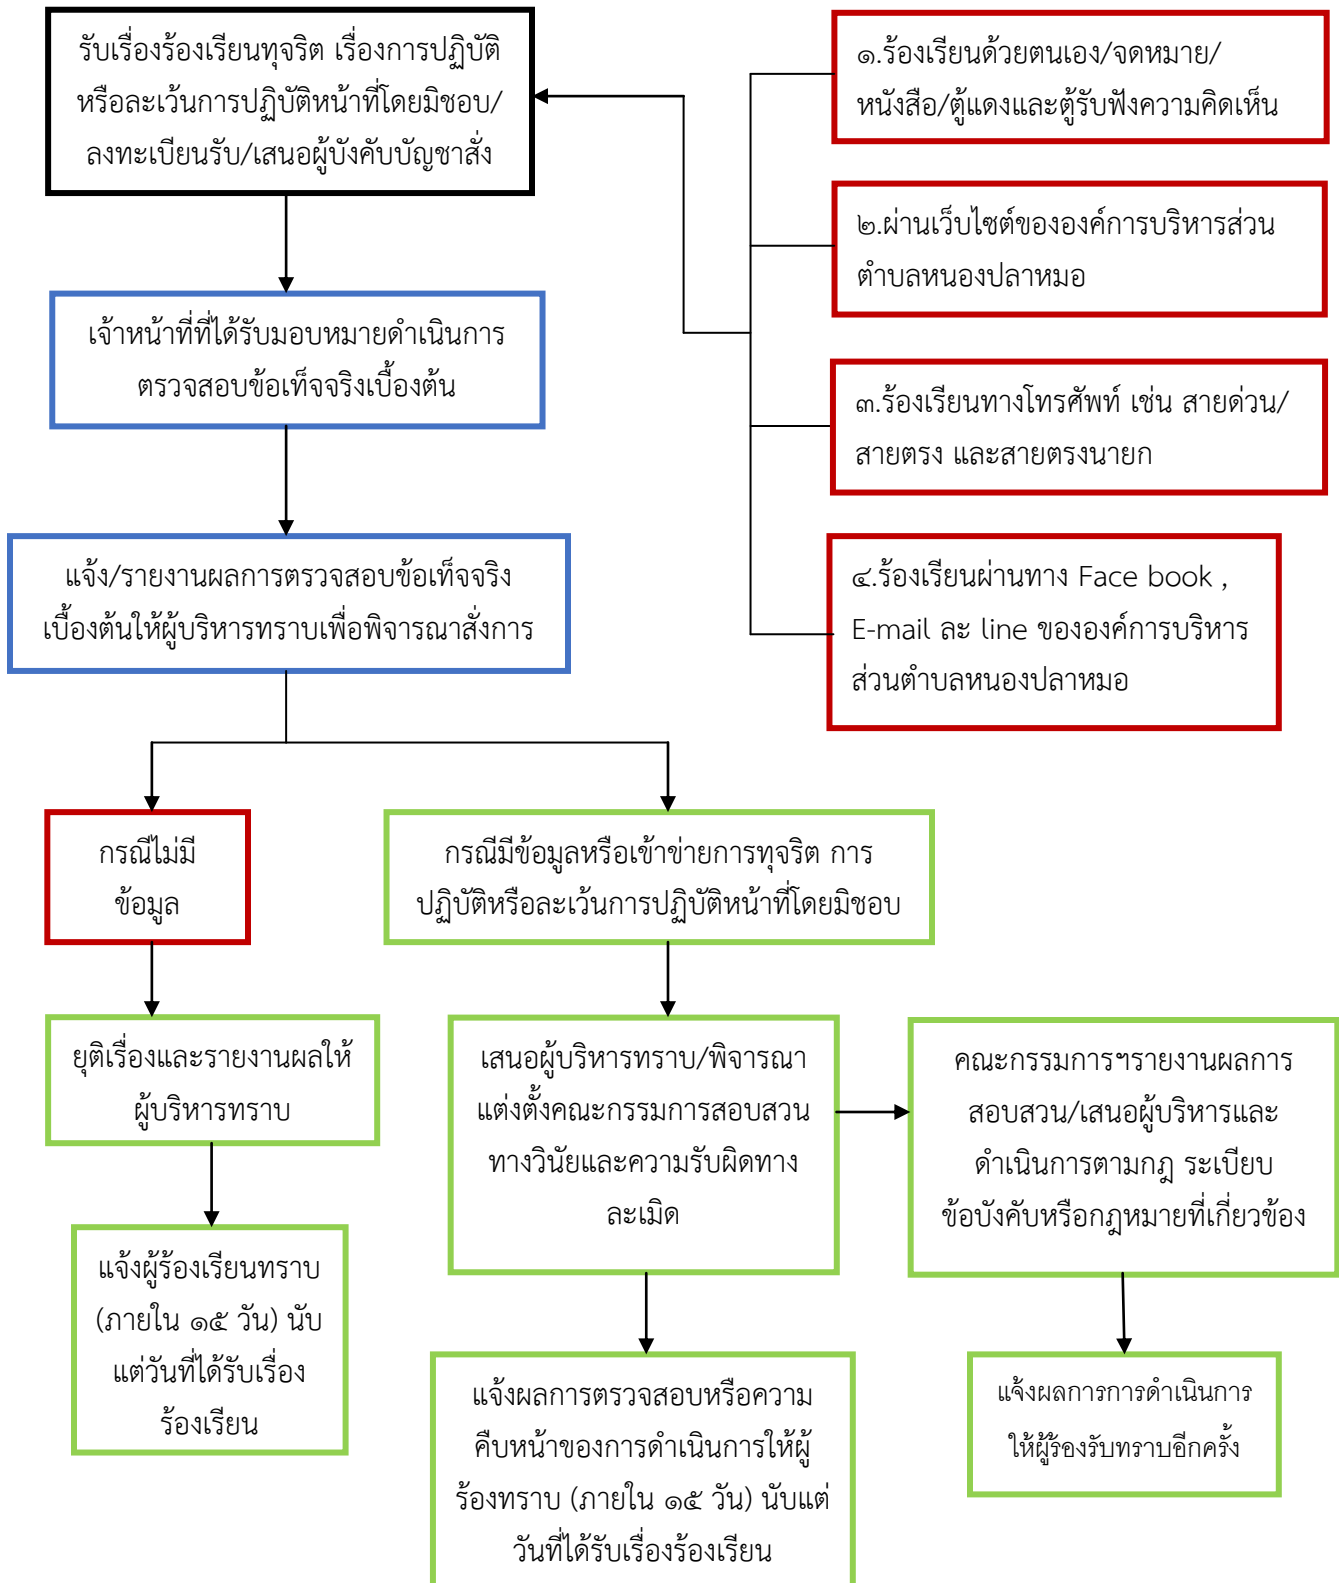 รับเรื่องร้องเรียนทุจริต เรื่องการปฏิบัติ
หรือละเว้นการปฏิบัติหน้าที่โดยมิชอบ/
ลงทะเบียนรับ/เสนอผู้บังคับบัญชาสั่ง
๑.ร้องเรียนด้วยตนเอง/จดหมาย/
หนังสือ/ตู้แดงและตู้รับฟังความคิดเห็น
๒.ผ่านเว็บไซต์ขององค์การบริหารส่วน
ตำบลหนองปลาหมอ
๓.ร้องเรียนทางโทรศัพท์ เช่น สายด่วน/
สายตรง และสายตรงนายก
๔.ร้องเรียนผ่านทาง Face book ,
E-mail ละ line ขององค์การบริหาร
ส่วนตำบลหนองปลาหมอ
เจ้าหน้าที่ที่ได้รับมอบหมายดำเนินการ
ตรวจสอบข้อเท็จจริงเบื้องต้น
แจ้ง/รายงานผลการตรวจสอบข้อเท็จจริง
เบื้องต้นให้ผู้บริหารทราบเพื่อพิจารณาสั่งการ
กรณีไม่มี
ข้อมูล
กรณีมีข้อมูลหรือเข้าข่ายการทุจริต การ
ปฏิบัติหรือละเว้นการปฏิบัติหน้าที่โดยมิชอบ
ยุติเรื่องและรายงานผลให้
ผู้บริหารทราบ
เสนอผู้บริหารทราบ/พิจารณา
แต่งตั้งคณะกรรมการสอบสวน
ทางวินัยและความรับผิดทาง
ละเมิด
คณะกรรมการฯรายงานผลการ
สอบสวน/เสนอผู้บริหารและ
ดำเนินการตามกฎ ระเบียบ
ข้อบังคับหรือกฎหมายที่เกี่ยวข้อง
แจ้งผู้ร้องเรียนทราบ
(ภายใน ๑๕ วัน) นับ
แต่วันที่ได้รับเรื่อง
ร้องเรียน
แจ้งผลการตรวจสอบหรือความ
คืบหน้าของการดำเนินการให้ผู้
ร้องทราบ (ภายใน ๑๕ วัน) นับแต่
วันที่ได้รับเรื่องร้องเรียน
แจ้งผลการการดำเนินการ
ให้ผู้ร้องรับทราบอีกครั้ง